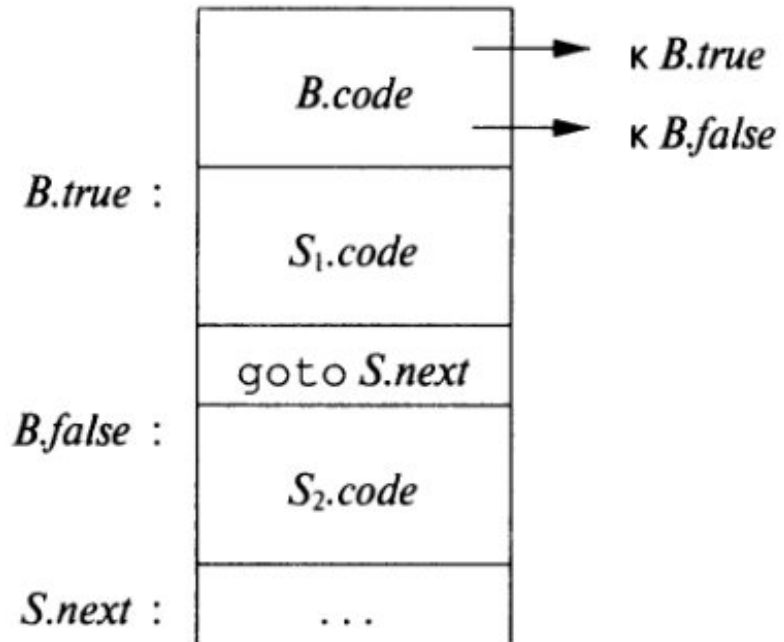 к B.true
B.code
к B.false
B.true :
S₁.code
goto S.next
B.false :
S₂.code
S.next : ...